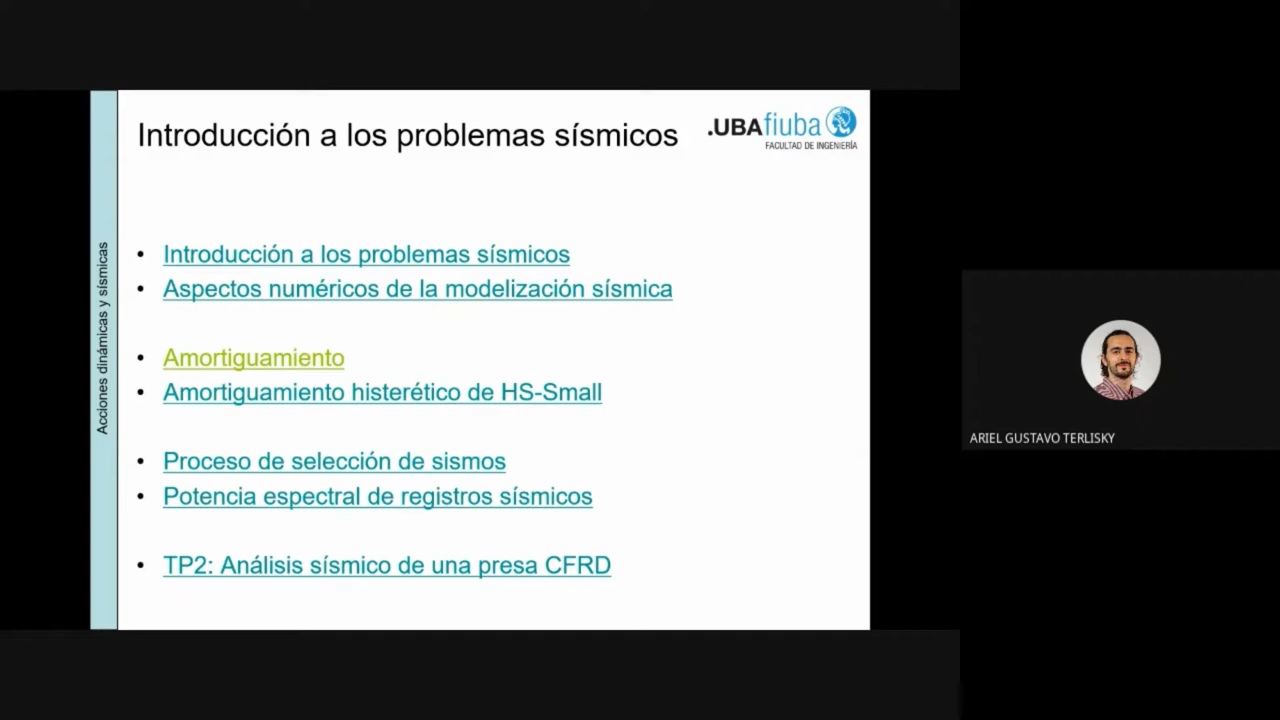 Introducción a los problemas sísmicos
.UBAfiuba
FACULTAD DE INGENIERÍA
Acciones dinámicas y sísmicas
• Introducción a los problemas sísmicos
• Aspectos numéricos de la modelización sísmica
• Amortiguamiento
• Amortiguamiento histerético de HS-Small
• Proceso de selección de sismos
• Potencia espectral de registros sísmicos
• TP2: Análisis sísmico de una presa CFRD
ARIEL GUSTAVO TERLISKY